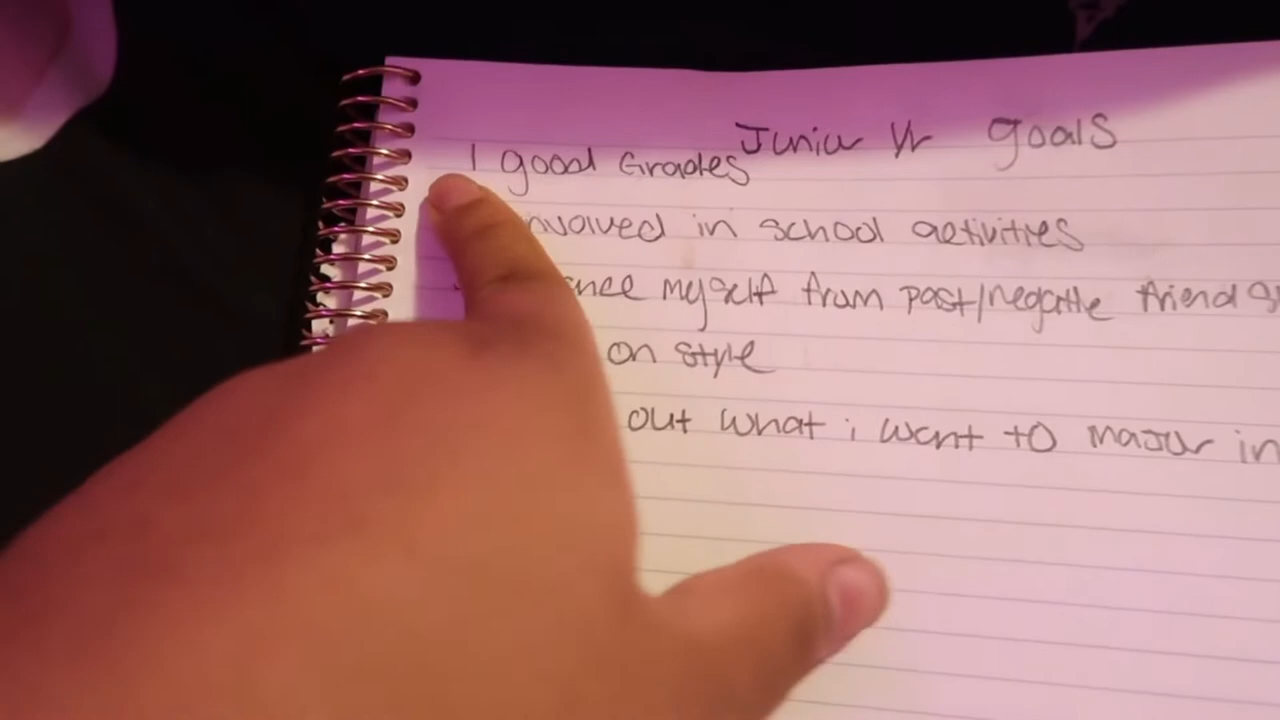 Junior Yr goals
1 good Grades
involved in school activities
myself from past/negative
on style
out what i want to major in